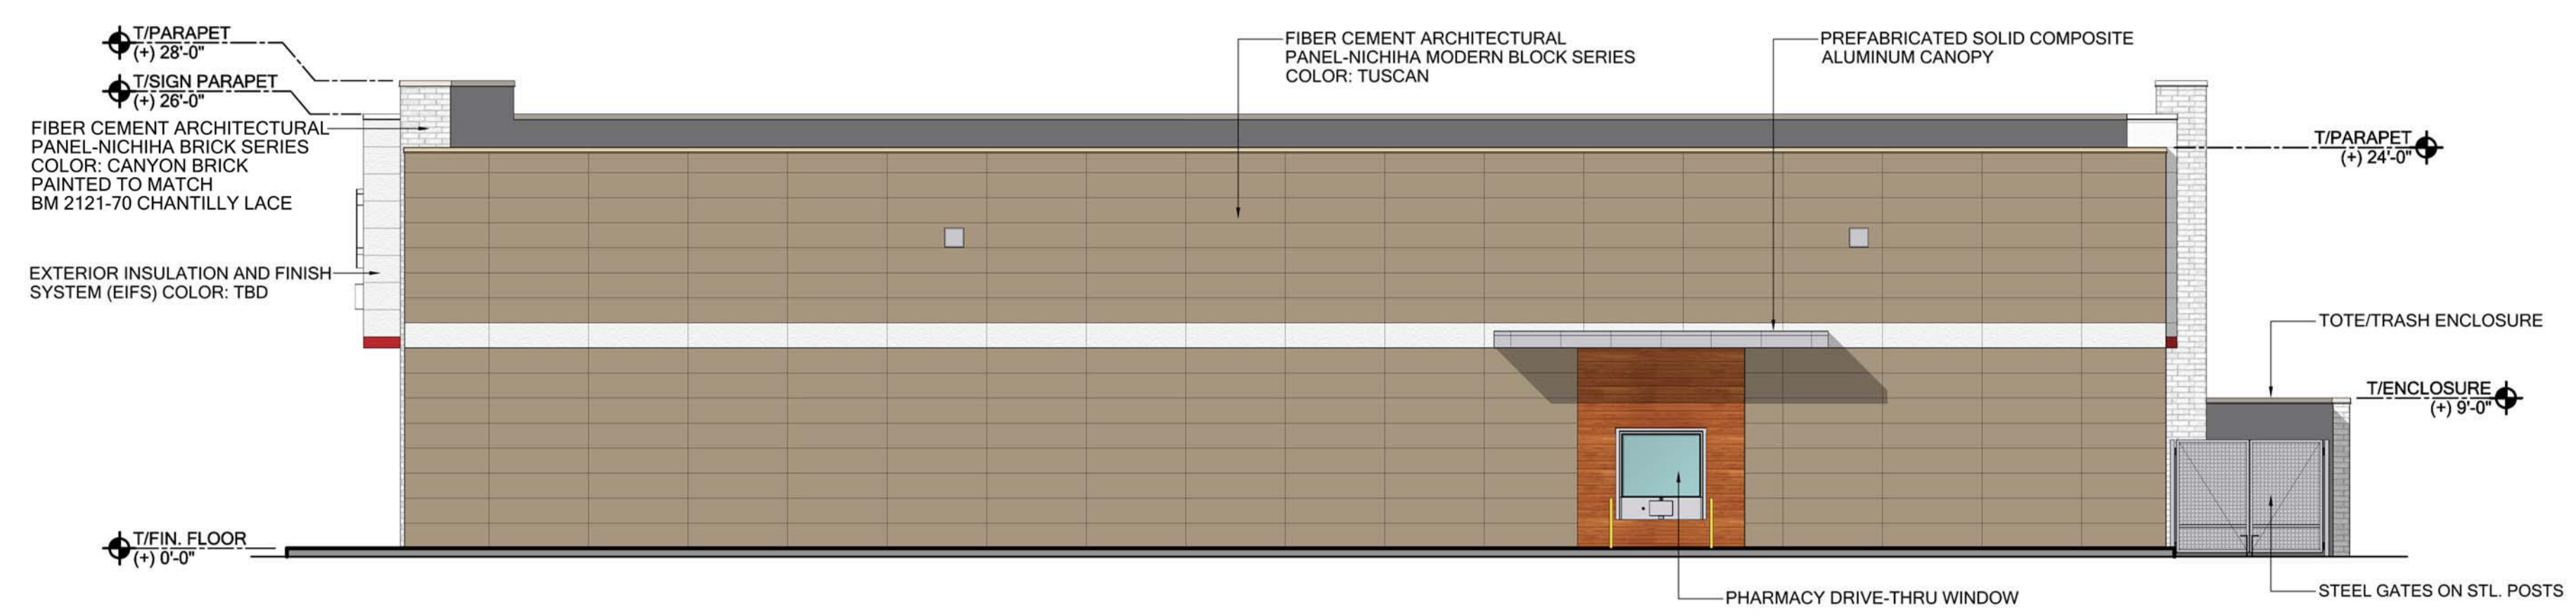 T/PARAPET
(+) 28'-0"
T/SIGN PARAPET
(+) 26'-0"
FIBER CEMENT ARCHITECTURAL
PANEL-NICHIHA BRICK SERIES
COLOR: CANYON BRICK
PAINTED TO MATCH
BM 2121-70 CHANTILLY LACE
EXTERIOR INSULATION AND FINISH
SYSTEM (EIFS) COLOR: TBD
T/FIN. FLOOR
(+) 0'-0"
FIBER CEMENT ARCHITECTURAL
PANEL-NICHIHA MODERN BLOCK SERIES
COLOR: TUSCAN
PREFABRICATED SOLID COMPOSITE
ALUMINUM CANOPY
T/PARAPET
(+) 24'-0"
TOTE/TRASH ENCLOSURE
T/ENCLOSURE
(+) 9'-0"
PHARMACY DRIVE-THRU WINDOW
STEEL GATES ON STL. POSTS